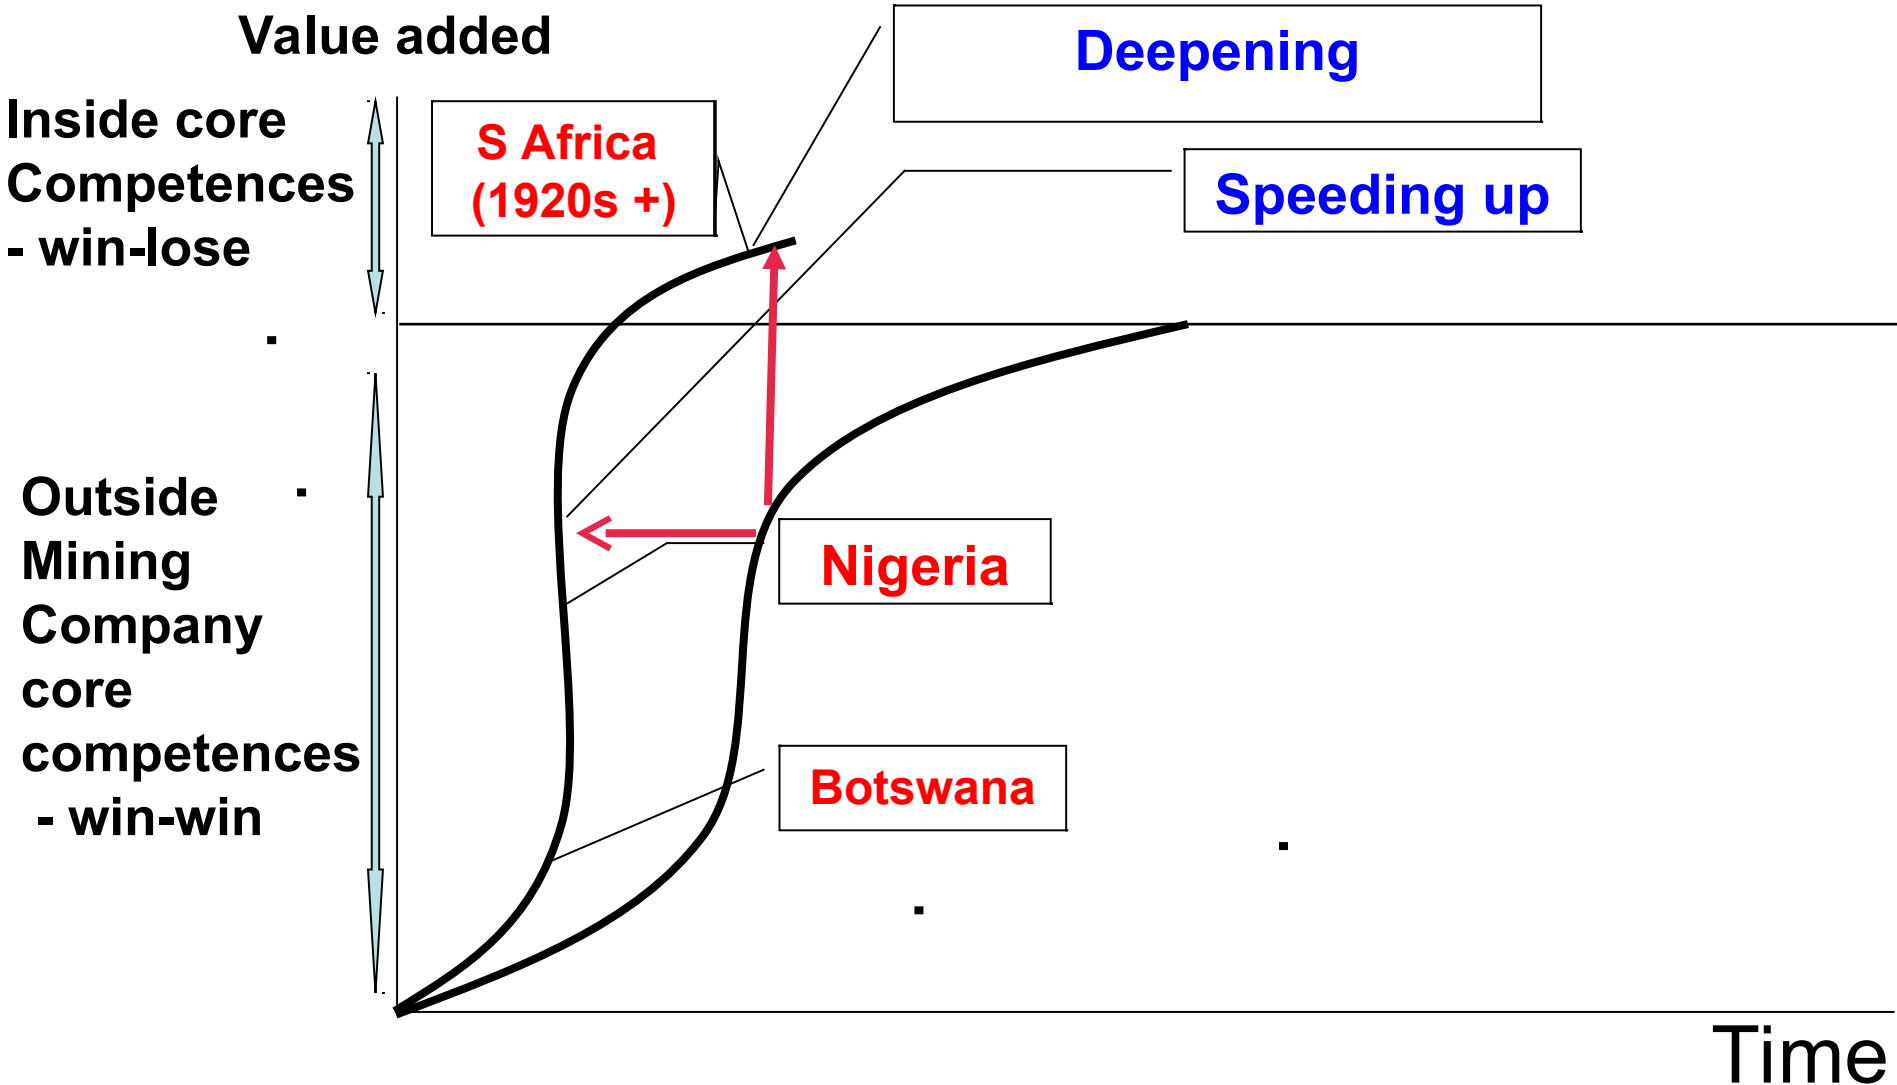 Value added
Deepening
Inside core
Competences
- win-lose
S Africa
(1920s +)
Speeding up
Outside
Mining
Company
core
competences
- win-win
Nigeria
Botswana
Time